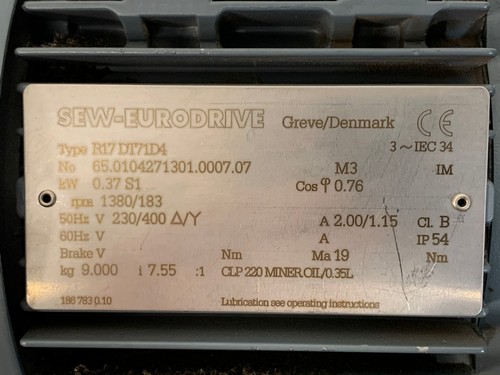 SEW-EURODRIVE Greve/Denmark CE
Type R17 DT71D4 3~IEC 34
No 65.0104271301.0007.07 M3 IM
kW 0.37 S1 Cos φ 0.76
rpm 1380/183
50Hz V 230/400 Δ/Y A 2.00/1.15 Cl. B
60Hz V A IP 54
Brake V Nm Ma 19 Nm
kg 9.000 i 7.55 :1 CLP 220 MINER.OIL/0.35L
186 783 0.10 Lubrication see operating instructions